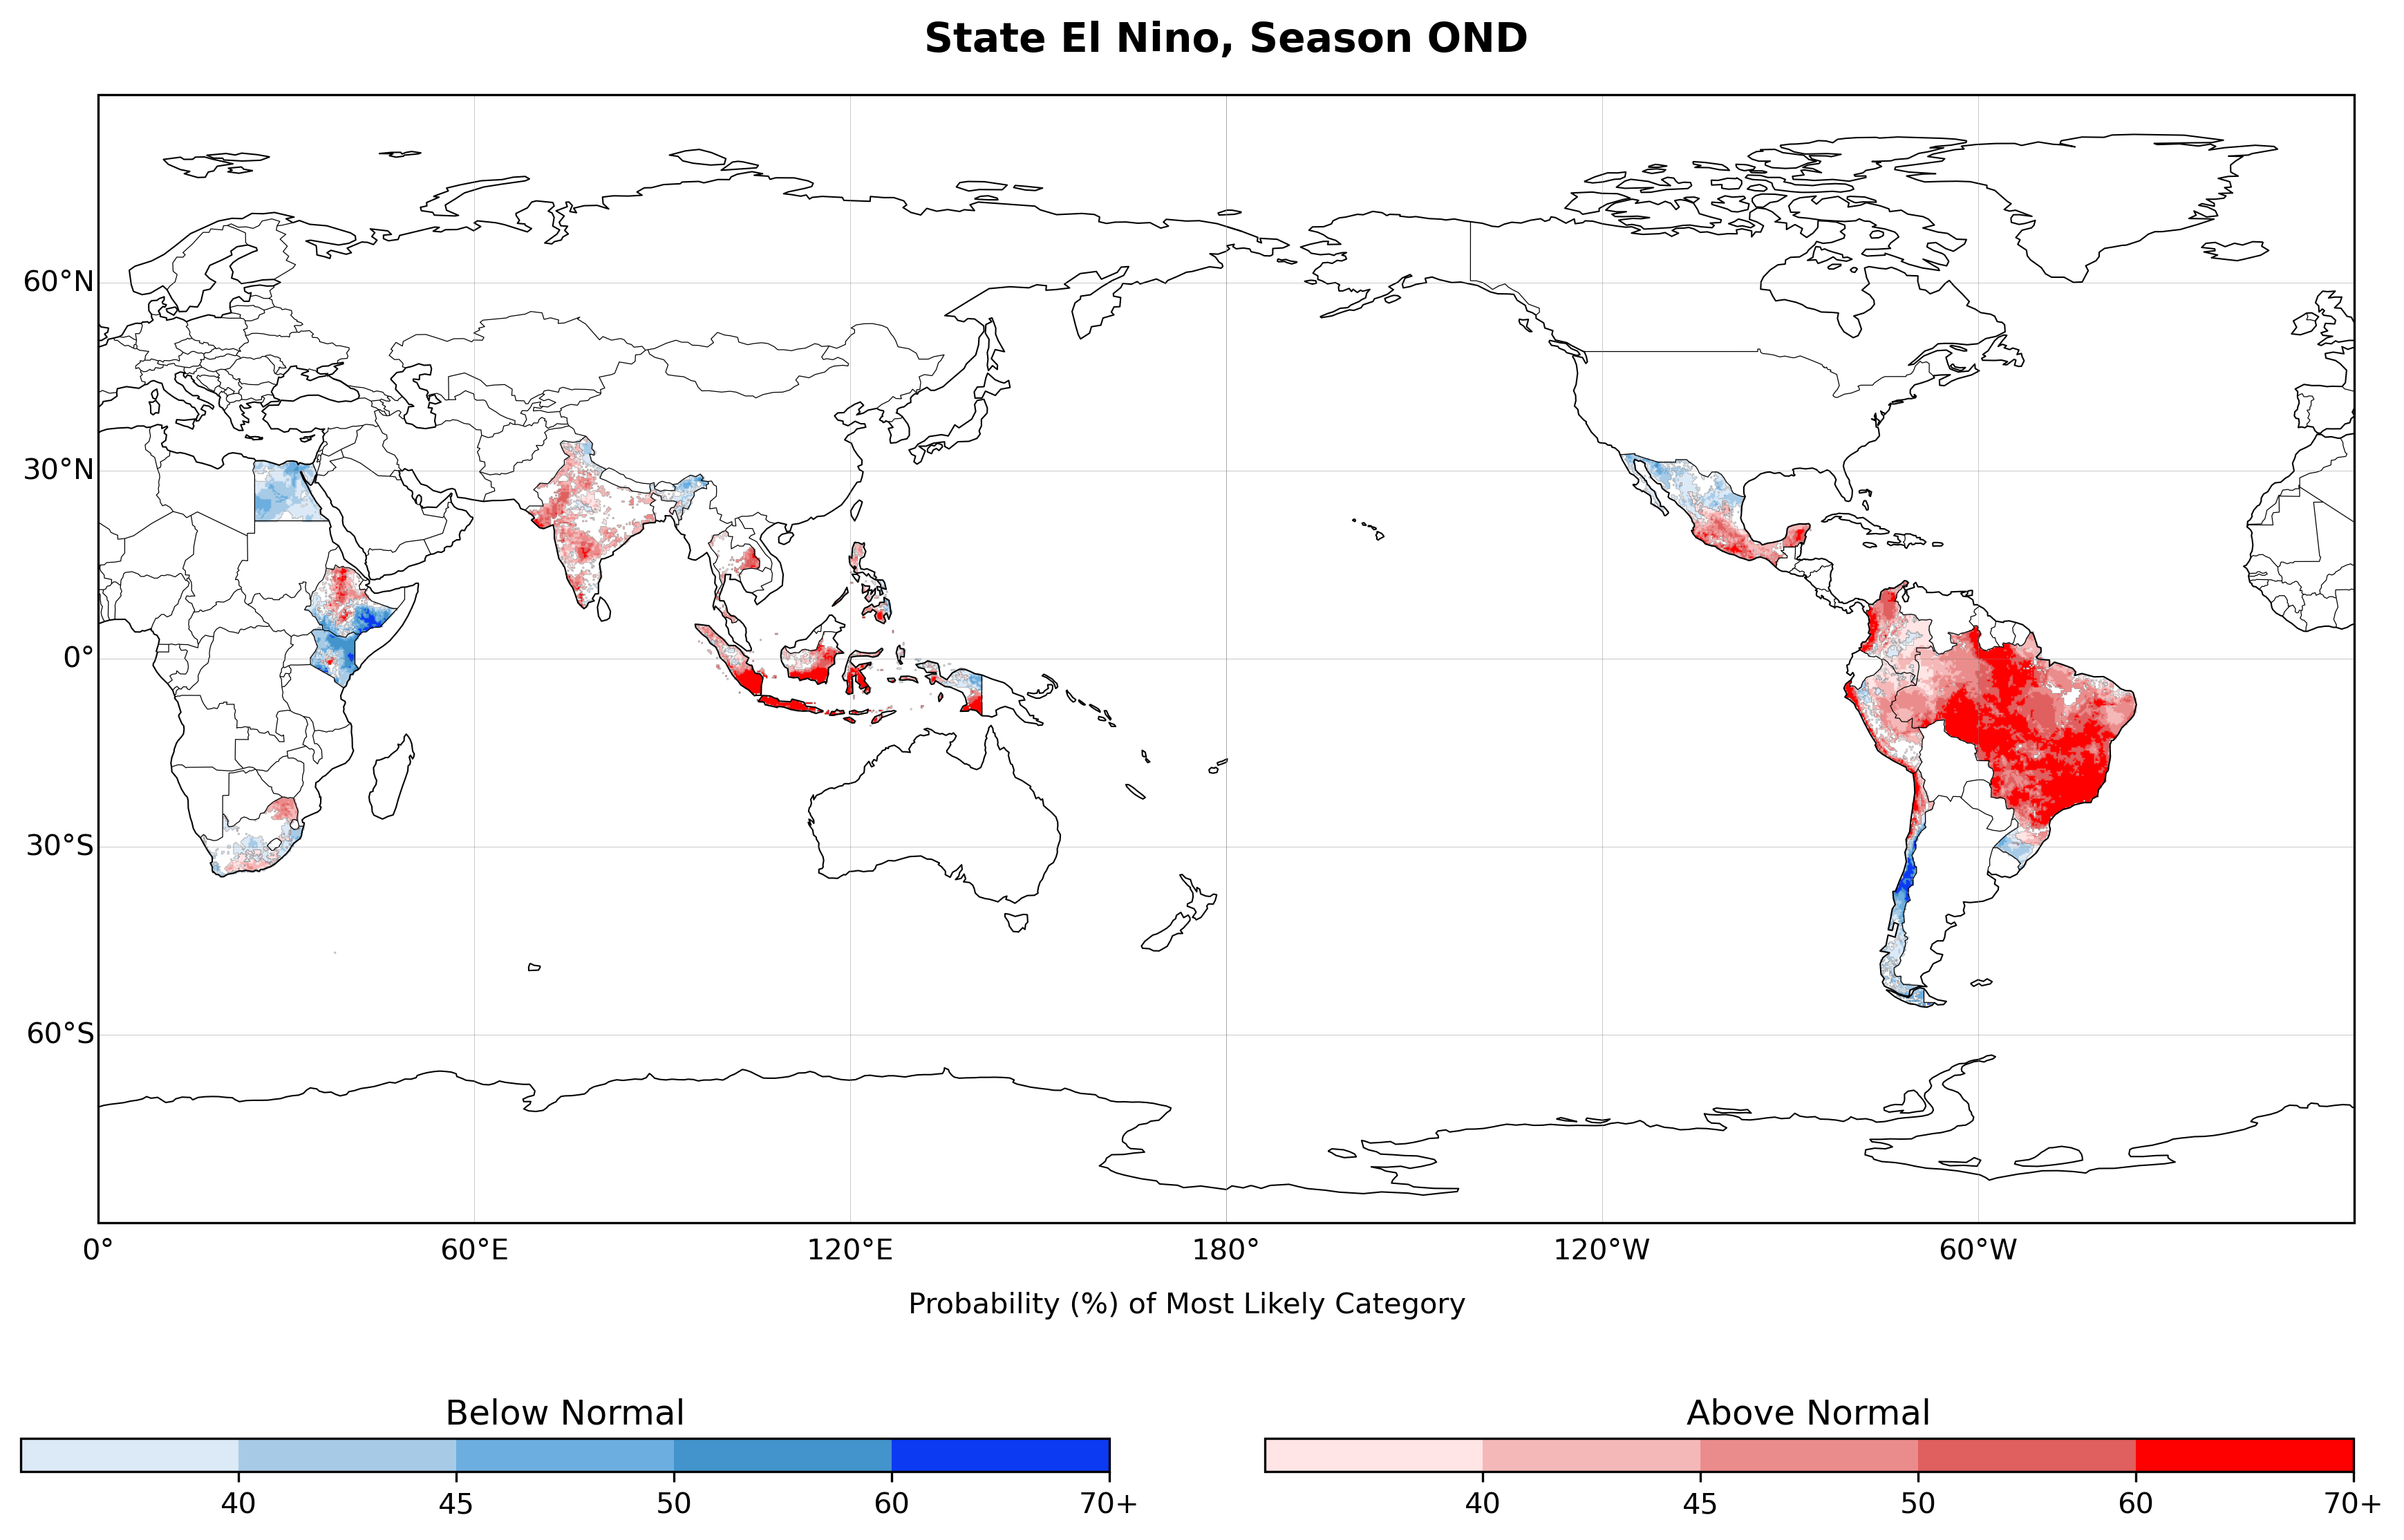 State El Nino, Season OND
60°N
30°N
0°
30°S
60°S
0°
60°E
120°E
180°
120°W
60°W
Probability (%) of Most Likely Category
Below Normal
40
45
50
60
70+
Above Normal
40
45
50
60
70+